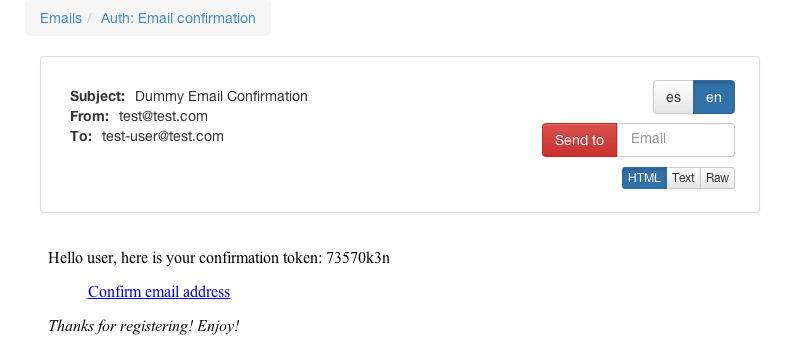 Emails / Auth: Email confirmation
Subject: Dummy Email Confirmation
es en
From: test@test.com
To: test-user@test.com
Send to Email
HTML Text Raw
Hello user, here is your confirmation token: 73570k3n
Confirm email address
Thanks for registering! Enjoy!